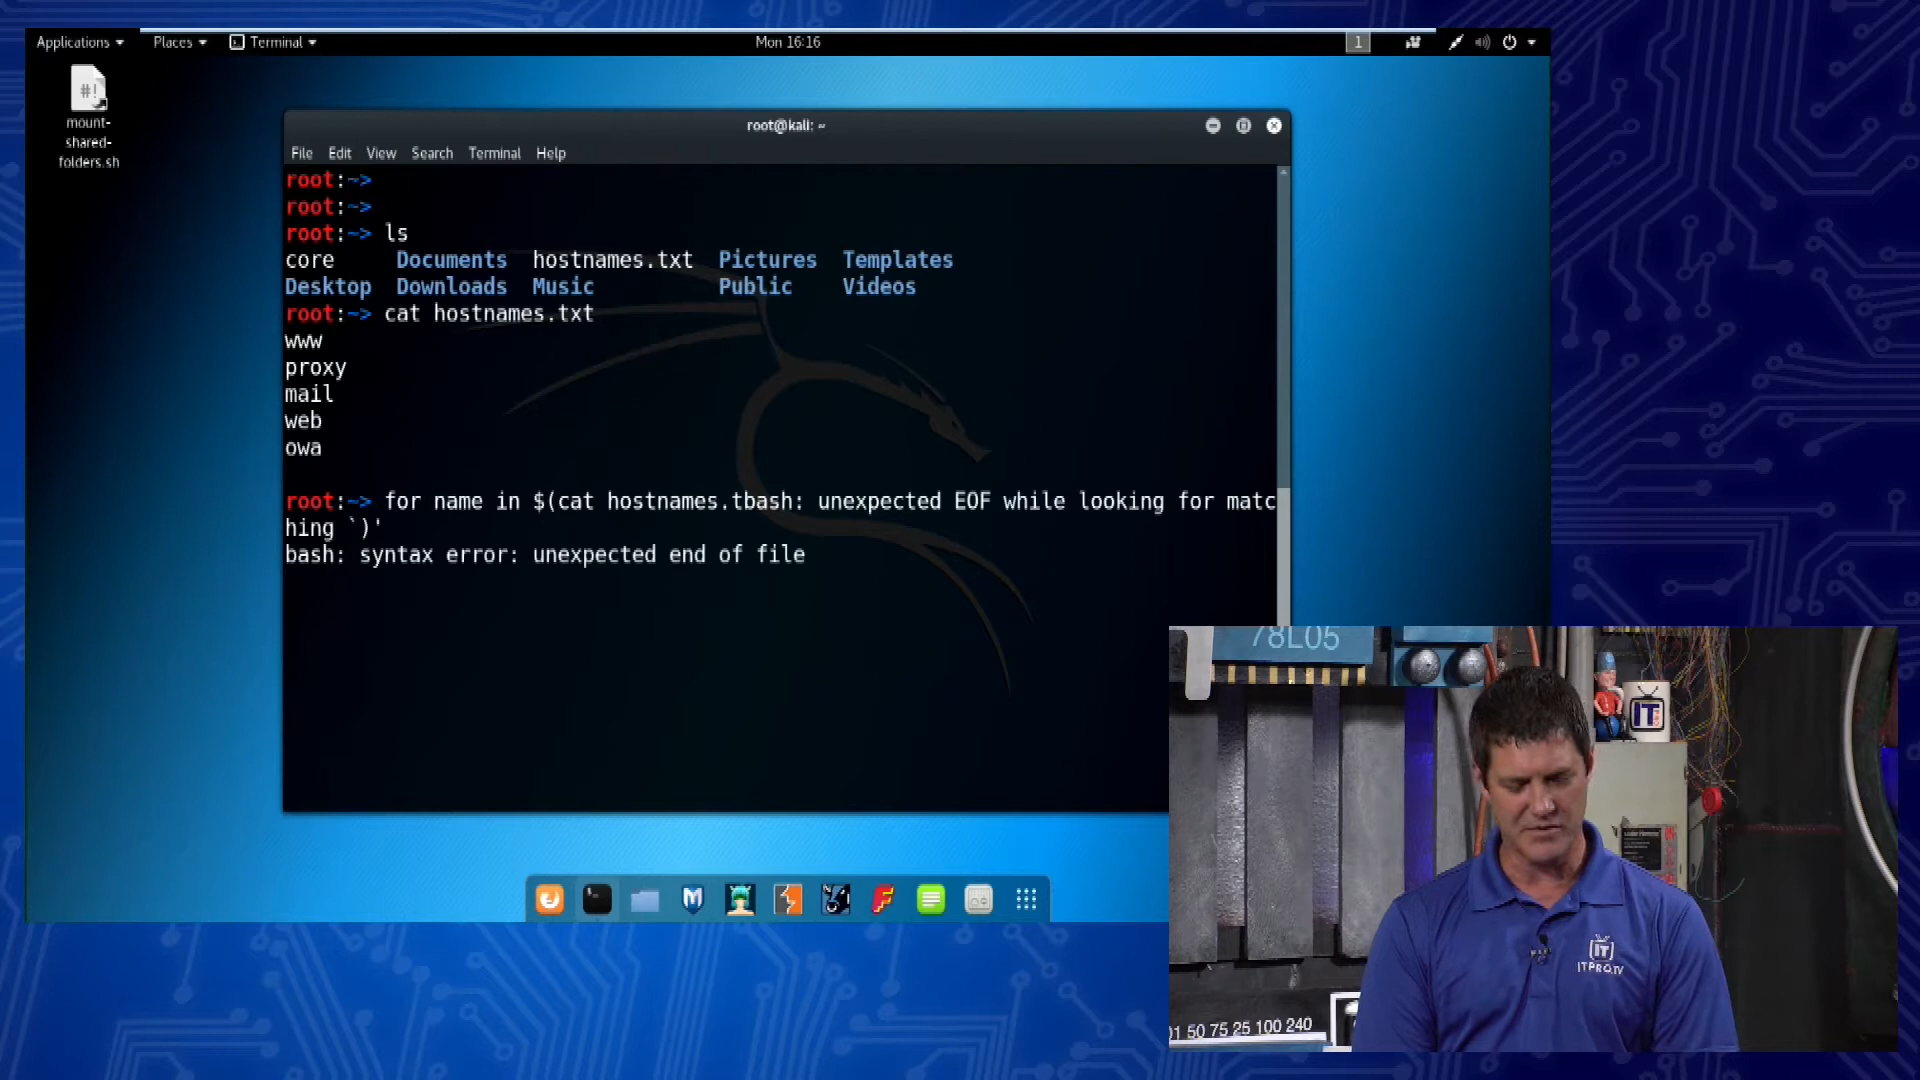 Applications Places Terminal Mon 16:16 1
#!
mount-
shared-
folders.sh
root@kali: ~
File Edit View Search Terminal Help
root:~>
root:~>
root:~> ls
core Documents hostnames.txt Pictures Templates
Desktop Downloads Music Public Videos
root:~> cat hostnames.txt
www
proxy
mail
web
owa
root:~> for name in $(cat hostnames.tbash: unexpected EOF while looking for matc
hing `)'
bash: syntax error: unexpected end of file
78L05
IT
IT
ITPRO.TV
01 50 75 25 100 240